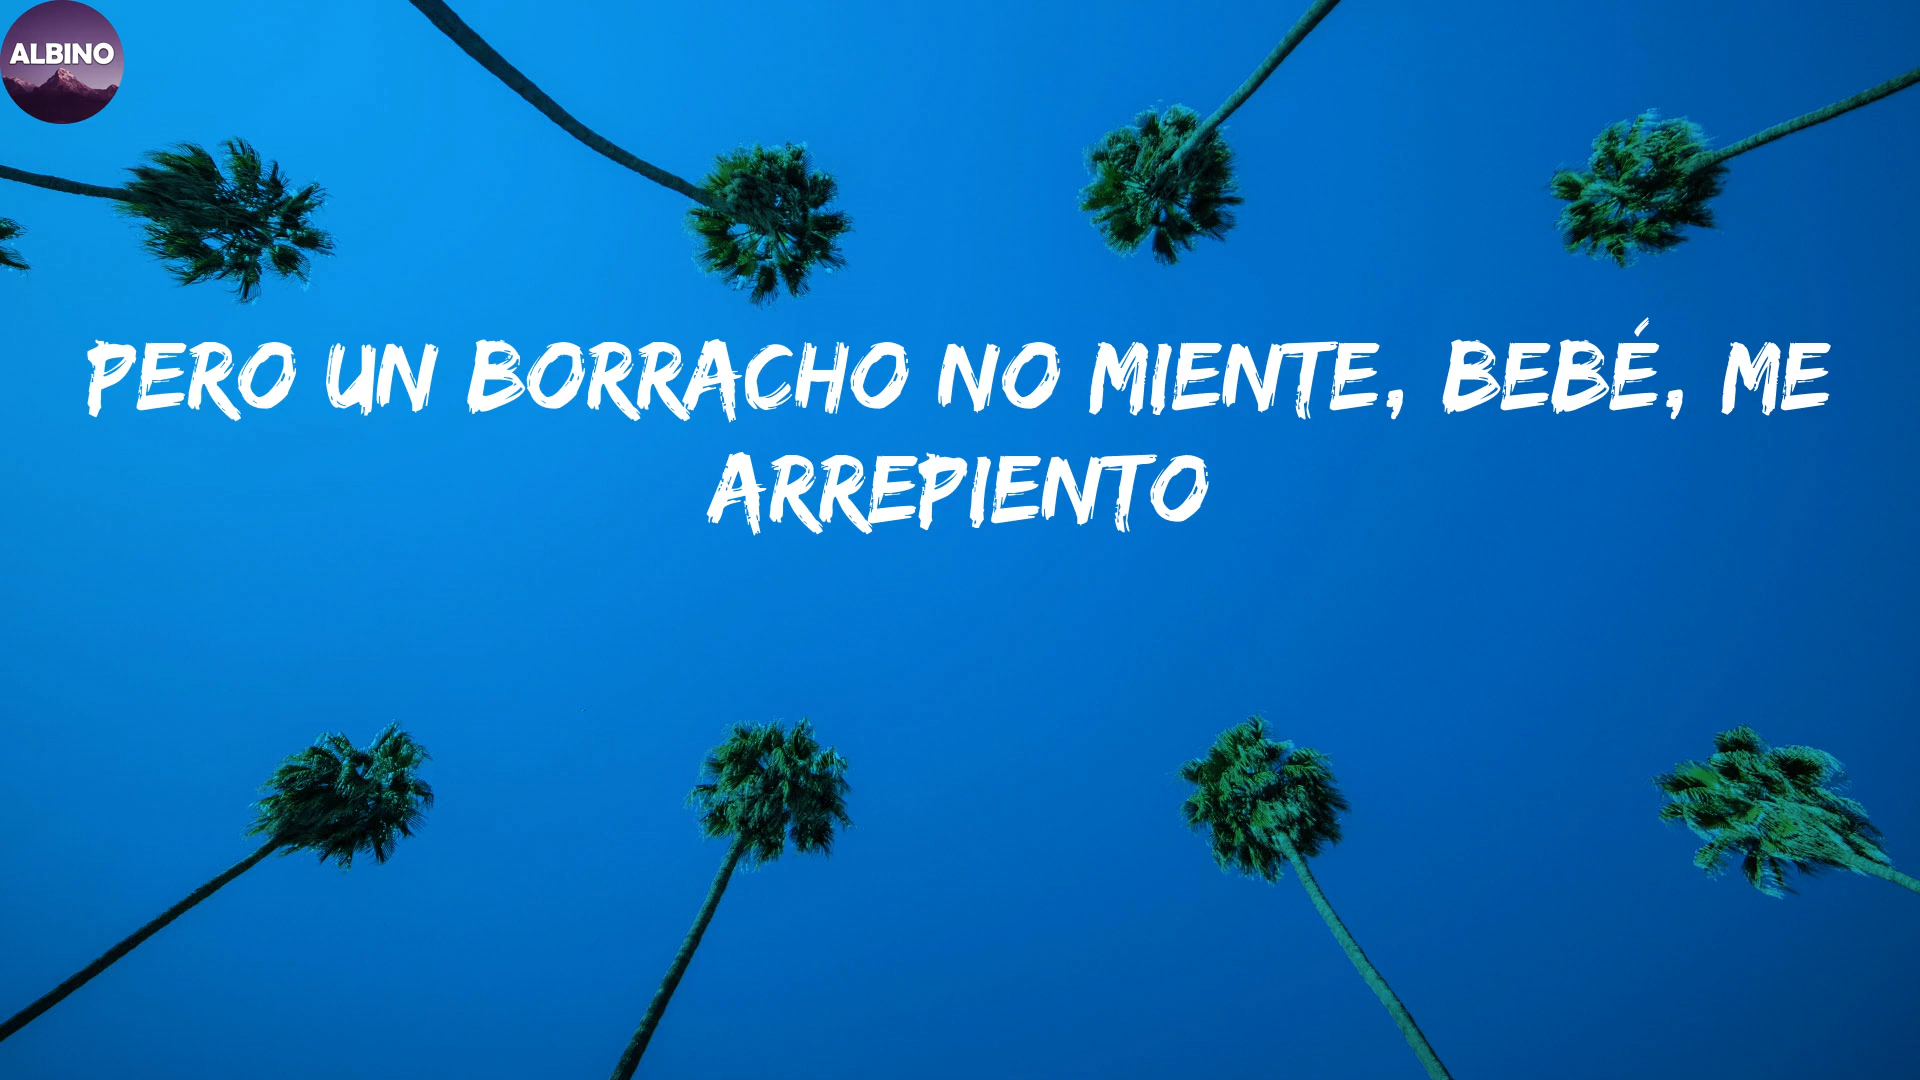 ALBINO
PERO UN BORRACHO NO MIENTE, BEBÉ, ME
ARREPIENTO